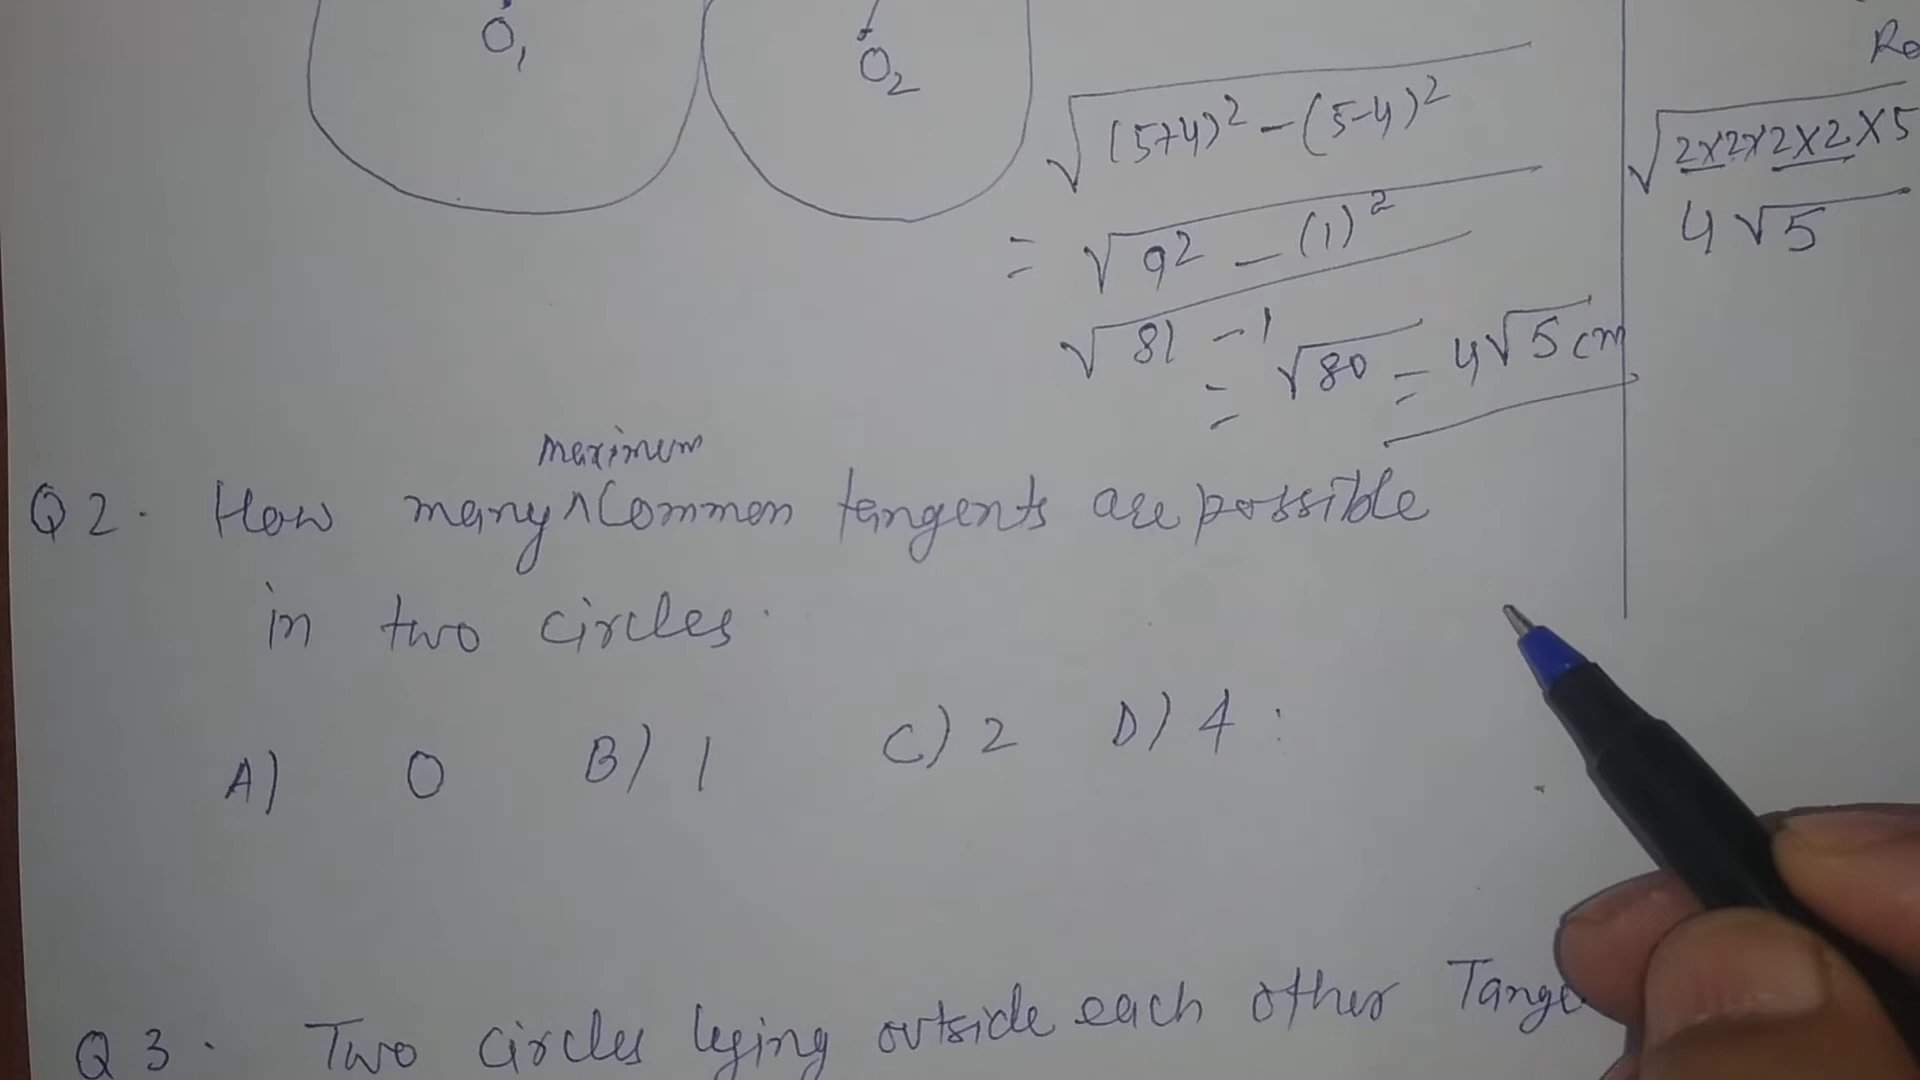 O1
O2
√(5+4)² - (5-4)²
= √9² - (1)²
√81 - 1
= √80 = 4√5 cm
√2×2×2×2×5
4√5
maximum
Q2. How many ^ Common tangents are possible
in two circles.
A) 0 B) 1 C) 2 D) 4
Q3. Two circles lying outside each other